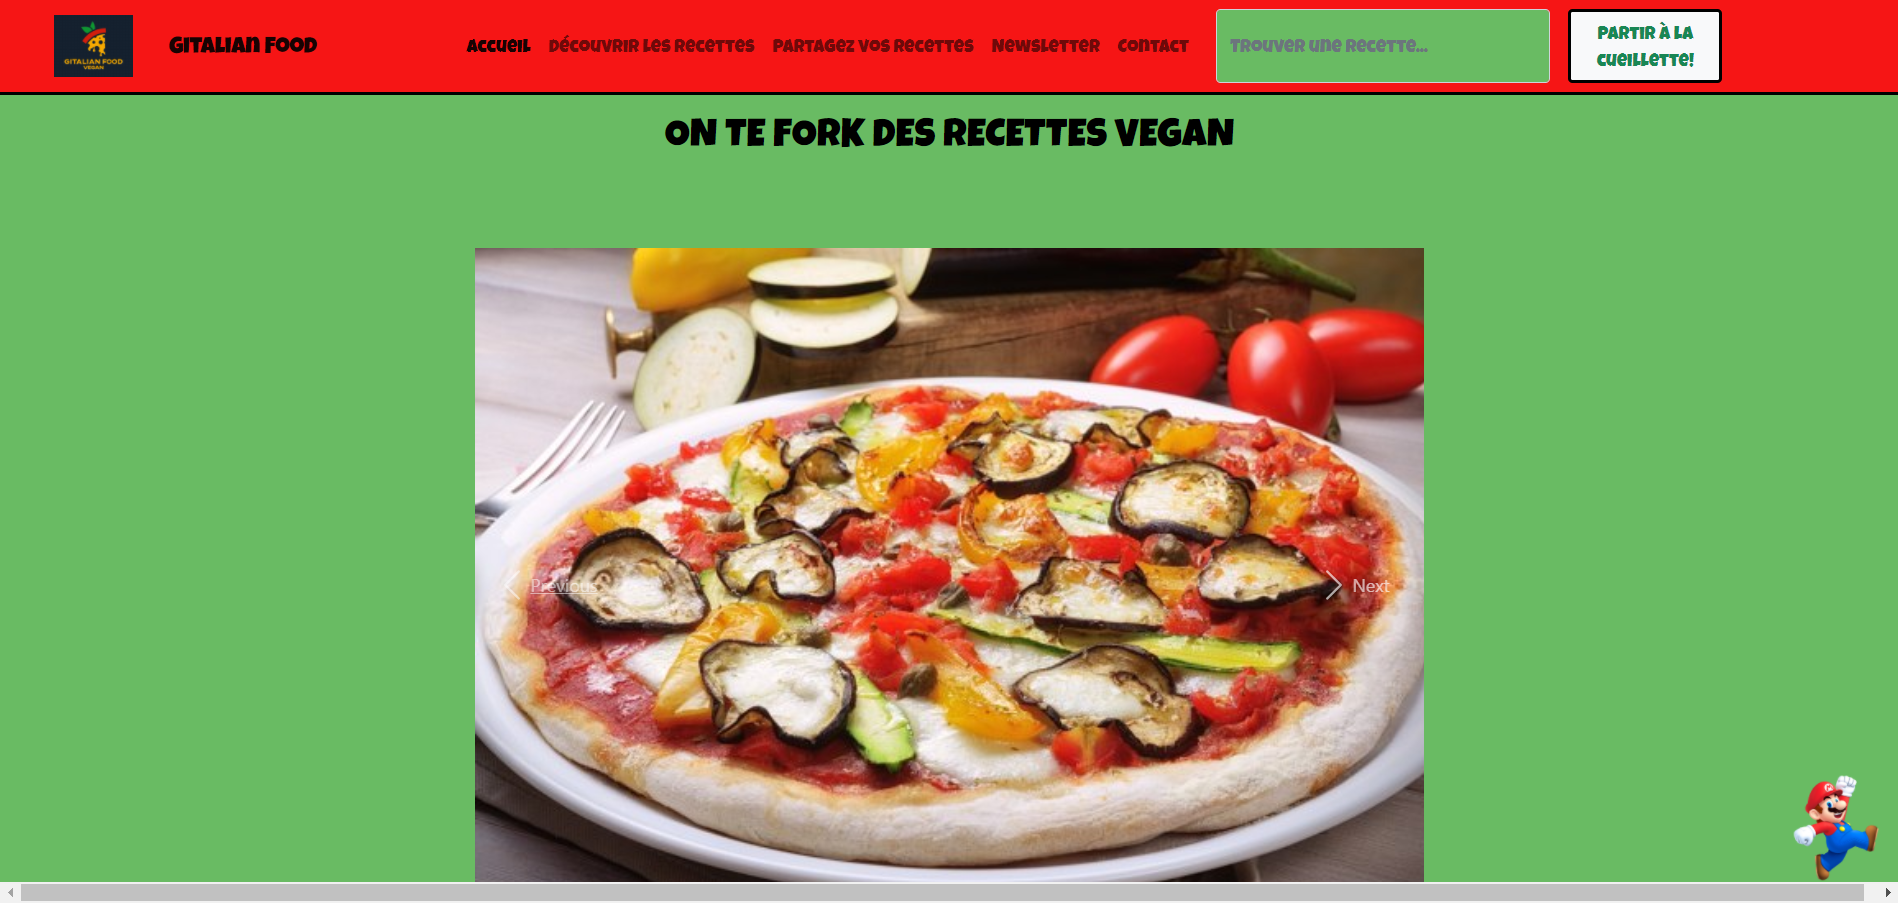 GITALIAN FOOD
VEGAN
Gitalian Food
Accueil
Découvrir les recettes
Partagez vos recettes
Newsletter
Contact
Trouver une recette...
Partir à la
cueillette!
ON TE FORK DES RECETTES VEGAN
Previous
Next